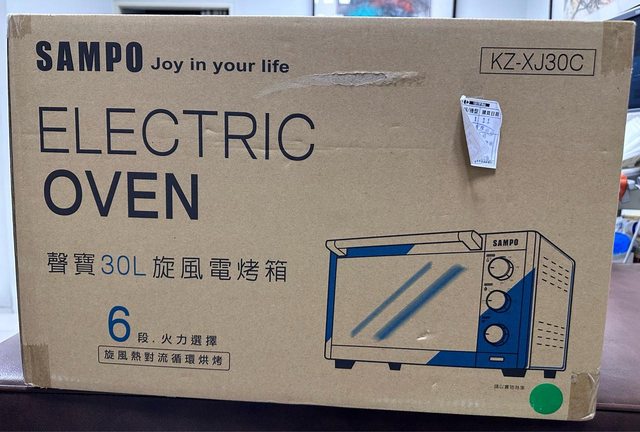 SAMPO Joy in your life
KZ-XJ30C
ELECTRIC
OVEN
聲寶30L旋風電烤箱
SAMPO
6段.火力選擇
旋風熱對流循環烘烤